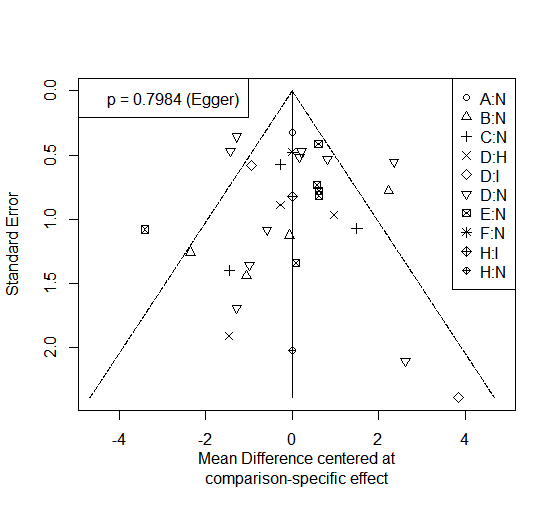 p = 0.7984 (Egger)
A:N
B:N
C:N
D:H
D:I
D:N
E:N
F:N
H:I
H:N
0.0
0.5
1.0
1.5
2.0
Standard Error
-4
-2
0
2
4
Mean Difference centered at
comparison-specific effect